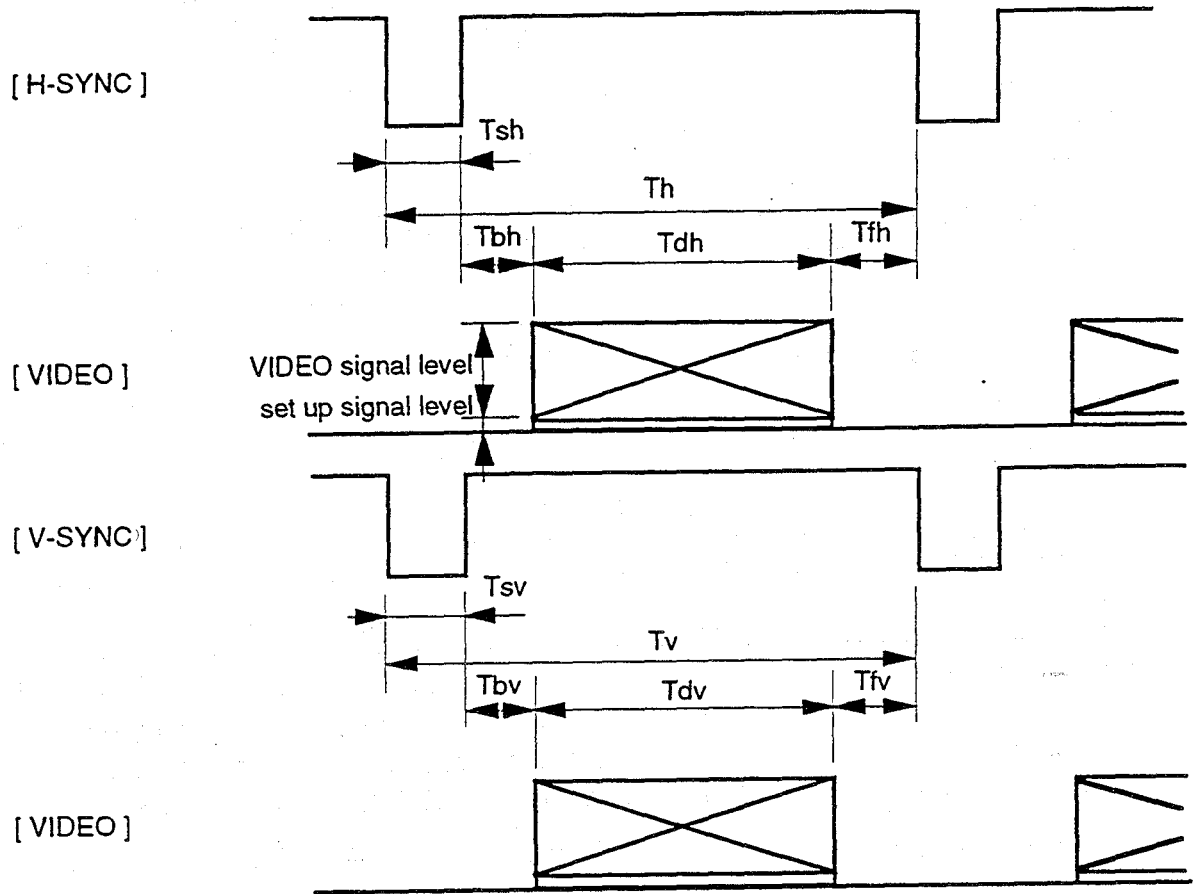 [ H-SYNC ]
Tsh
Th
Tbh
Tdh
Tfh
[ VIDEO ]
VIDEO signal level
set up signal level
[ V-SYNC ]
Tsv
Tv
Tbv
Tdv
Tfv
[ VIDEO ]